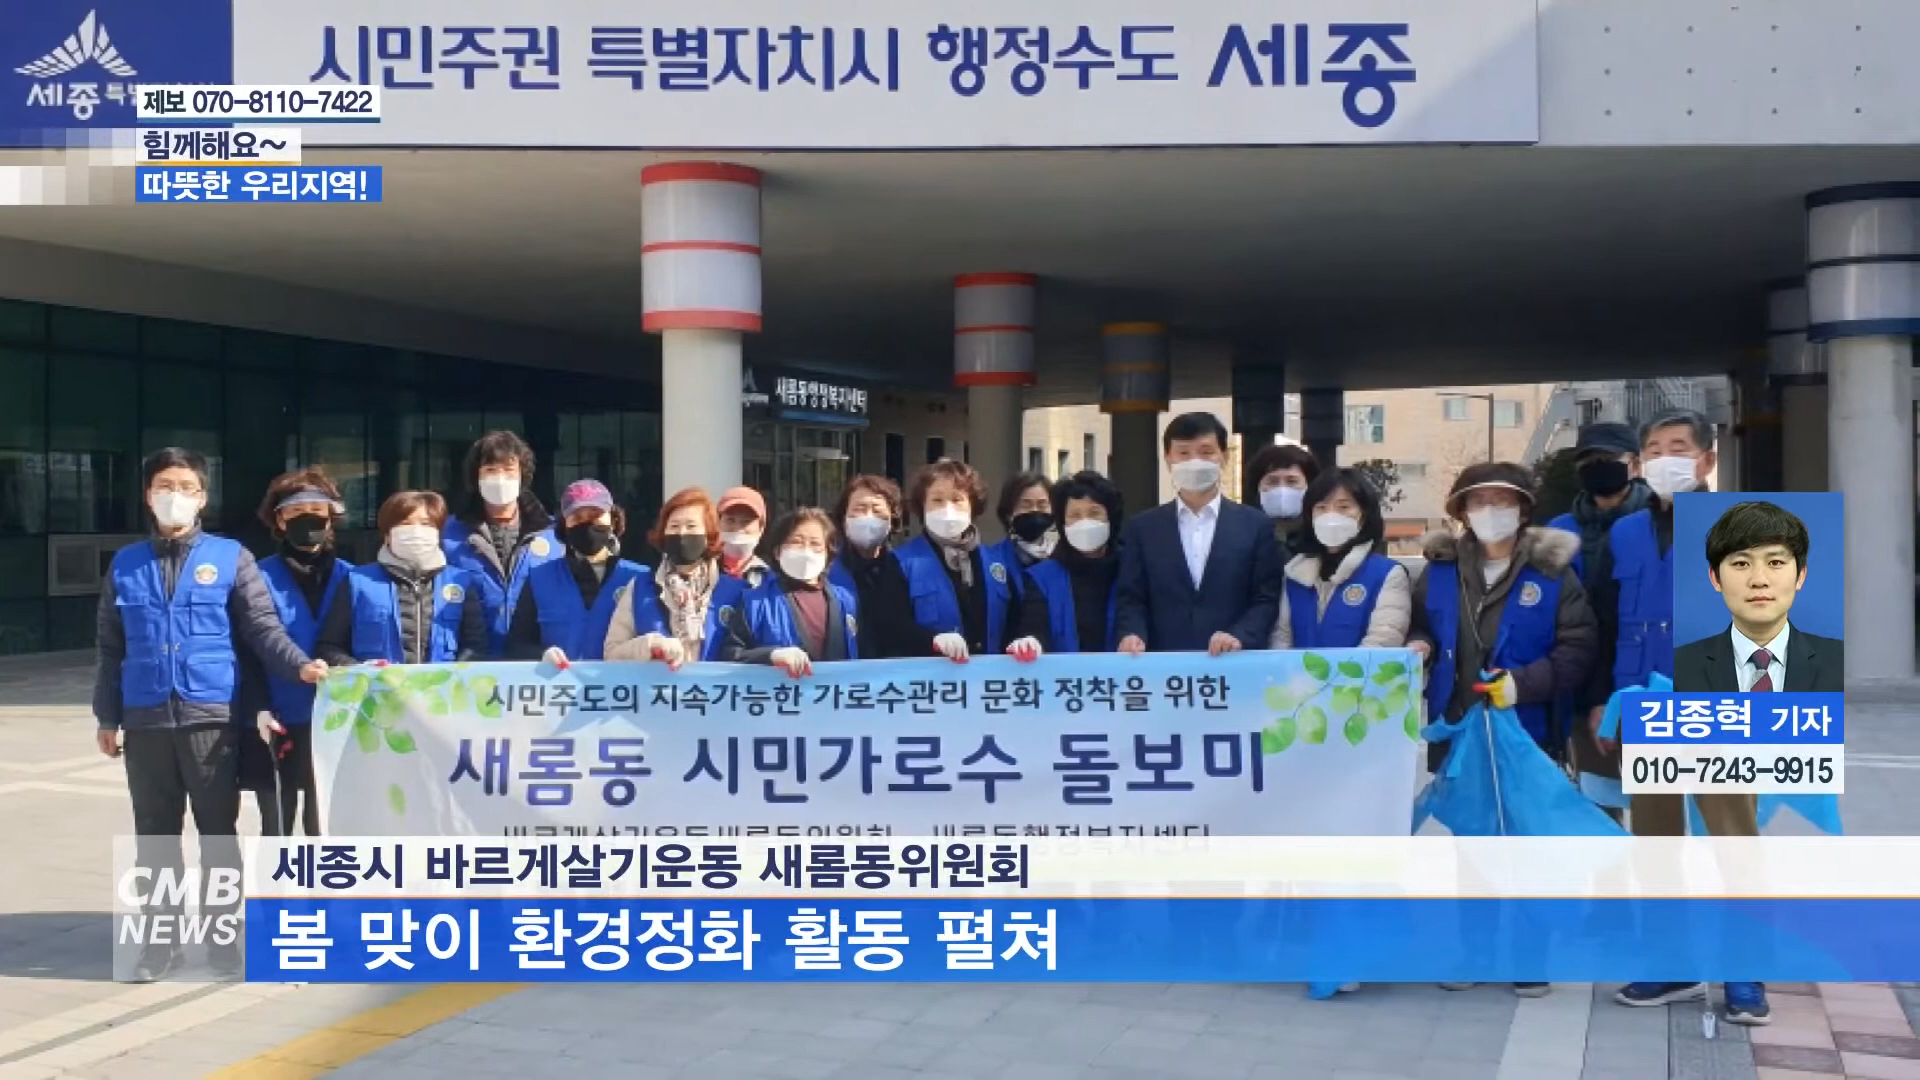 시민주권 특별자치시 행정수도 세종
세종
제보 070-8110-7422
힘께해요~
따뜻한 우리지역!
새롬동행정복지센터
시민주도의 지속가능한 가로수관리 문화 정착을 위한
새롬동 시민가로수 돌보미
김종혁 기자
010-7243-9915
CMB
NEWS
세종시 바르게살기운동 새롬동위원회
봄 맞이 환경정화 활동 펼쳐